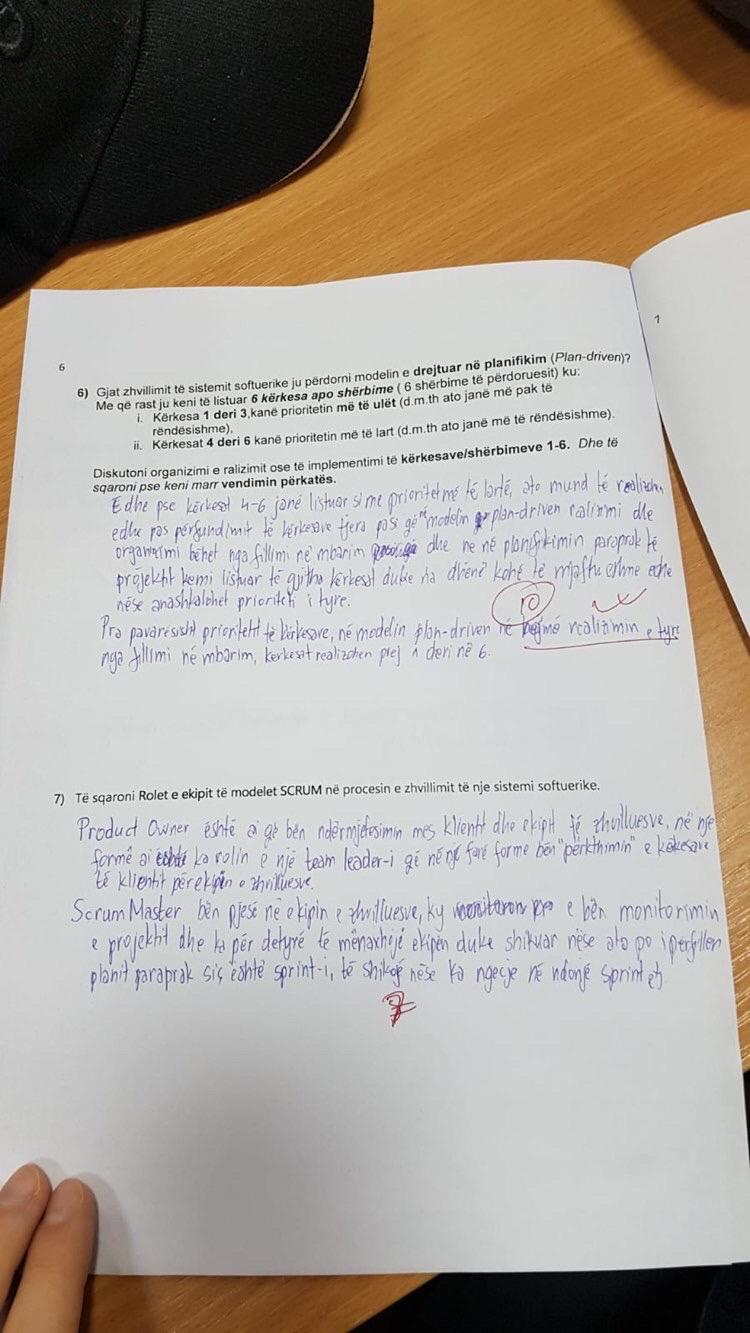 6
1
6) Gjat zhvillimit të sistemit softuerike ju përdorni modelin e drejtuar në planifikim (Plan-driven)?
Me që rast ju keni të listuar 6 kërkesa apo shërbime ( 6 shërbime të përdoruesit) ku:
i. Kërkesa 1 deri 3,kanë prioritetin më të ulët (d.m.th ato janë më pak të
rëndësishme),
ii. Kërkesat 4 deri 6 kanë prioritetin më të lart (d.m.th ato janë më të rëndësishme).
Diskutoni organizimi e ralizimit ose të implementimi të kërkesave/shërbimeve 1-6. Dhe të
sqaroni pse keni marr vendimin përkatës.
Edhe pse kërkesat 4-6 janë listuar si me prioritet më të lartë, ato mund të realizohen
edhe pas përfundimit të kërkesave tjera pasi që në modelin plan-driven realizimi dhe
organizimi bëhet nga fillimi në mbarim dhe ne në planifikimin paraprak të
projektit kemi listuar të gjitha kërkesat duke na dhënë kohë të mjaftueshme edhe
nëse anashkalohet prioriteti i tyre.
10
Pra pavarësisht prioritetit të kërkesave, në modelin plan-driven në realizimin e tyre
nga fillimi në mbarim, kërkesat realizohen prej 1 deri në 6.
7) Të sqaroni Rolet e ekipit të modelet SCRUM në procesin e zhvillimit të nje sistemi softuerike.
Product Owner është ai që bën ndërmjetësimin mes klientit dhe ekipit të zhvilluesve, në një
formë ai ka rolin e një team leader-i që në një farë forme bën "përkthimin" e kërkesave
të klientit për ekipin e zhvilluesve.
Scrum Master bën pjesë në ekipin e zhvilluesve, ky e bën monitorimin
e projektit dhe ka për detyrë të menaxhojë ekipën duke shikuar nëse ato po i përfillen
planit paraprak siç është sprint-i, të shikojë nëse ka ngecje në ndonjë sprint etj.